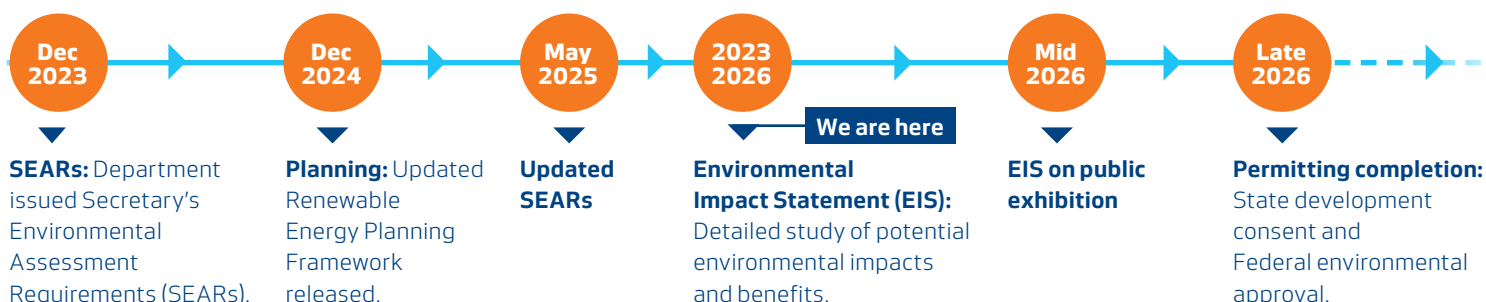 Dec
2023
Dec
2024
May
2025
2023
2026
Mid
2026
Late
2026
We are here
SEARs: Department
issued Secretary's
Environmental
Assessment
Requirements (SEARs).
Planning: Updated
Renewable
Energy Planning
Framework
released.
Updated
SEARs
Environmental
Impact Statement (EIS):
Detailed study of potential
environmental impacts
and benefits.
EIS on public
exhibition
Permitting completion:
State development
consent and
Federal environmental
approval.